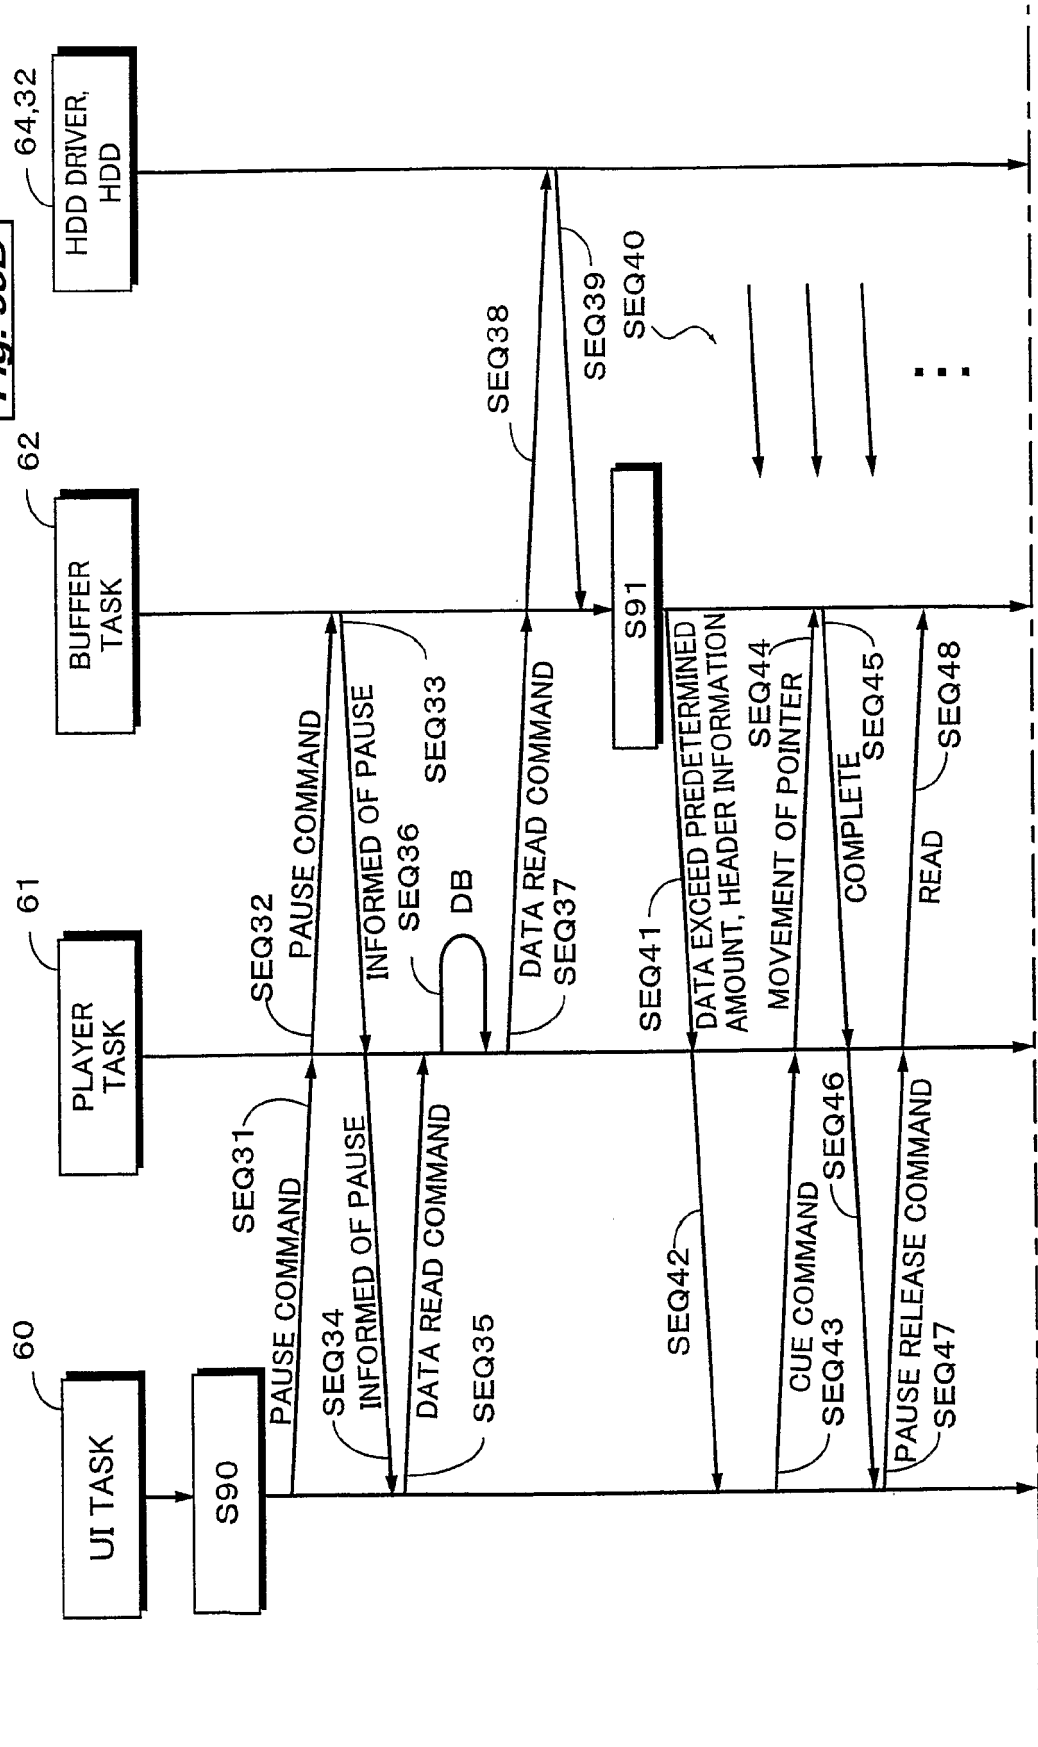 60
UI TASK
S90
61
PLAYER
TASK
62
BUFFER
TASK
64,32
HDD DRIVER,
HDD
PAUSE COMMAND
SEQ31
SEQ32
PAUSE COMMAND
INFORMED OF PAUSE
SEQ33
SEQ34
INFORMED OF PAUSE
DATA READ COMMAND
SEQ35
SEQ36
DB
DATA READ COMMAND
SEQ37
SEQ38
SEQ39
SEQ40
S91
SEQ41
DATA EXCEED PREDETERMINED
AMOUNT, HEADER INFORMATION
SEQ42
CUE COMMAND
SEQ43
SEQ44
MOVEMENT OF POINTER
COMPLETE
SEQ45
SEQ46
PAUSE RELEASE COMMAND
SEQ47
READ
SEQ48